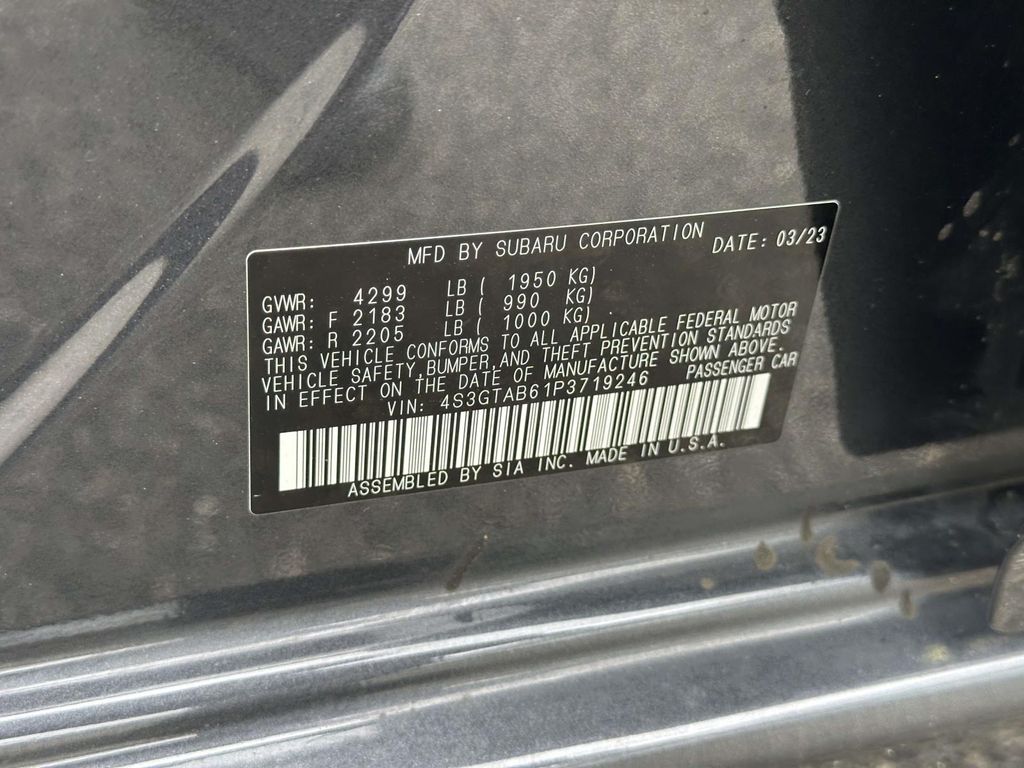 MFD BY SUBARU CORPORATION DATE: 03/23
GVWR: 4299 LB ( 1950 KG)
GAWR: F 2183 LB ( 990 KG)
GAWR: R 2205 LB ( 1000 KG)
THIS VEHICLE CONFORMS TO ALL APPLICABLE FEDERAL MOTOR
VEHICLE SAFETY, BUMPER, AND THEFT PREVENTION STANDARDS
IN EFFECT ON THE DATE OF MANUFACTURE SHOWN ABOVE.
VIN: 4S3GTAB61P3719246 PASSENGER CAR
ASSEMBLED BY SIA INC. MADE IN U.S.A.